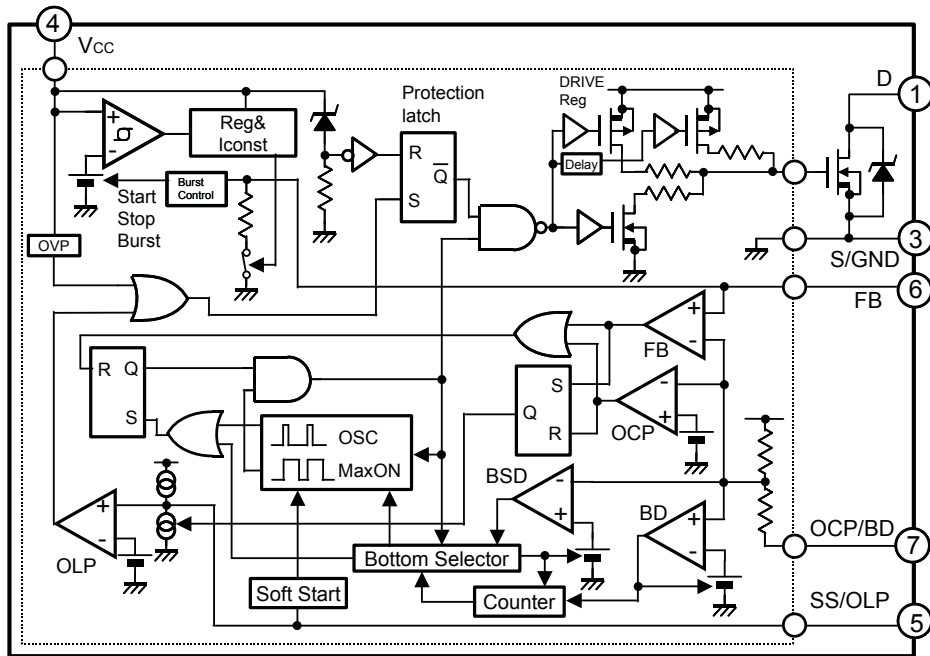 4
VCC
D
1
DRIVE
Reg
Protection
latch
+
-
Reg&
Iconst
R
Q
S
Delay
Burst
Control
Start
Stop
Burst
OVP
3
S/GND
6
FB
+
-
FB
R
Q
S
S
Q
R
-
+
OCP
OSC
MaxON
BSD
-
+
BD
+
-
+
-
OLP
Bottom Selector
OCP/BD
7
Soft Start
Counter
SS/OLP
5